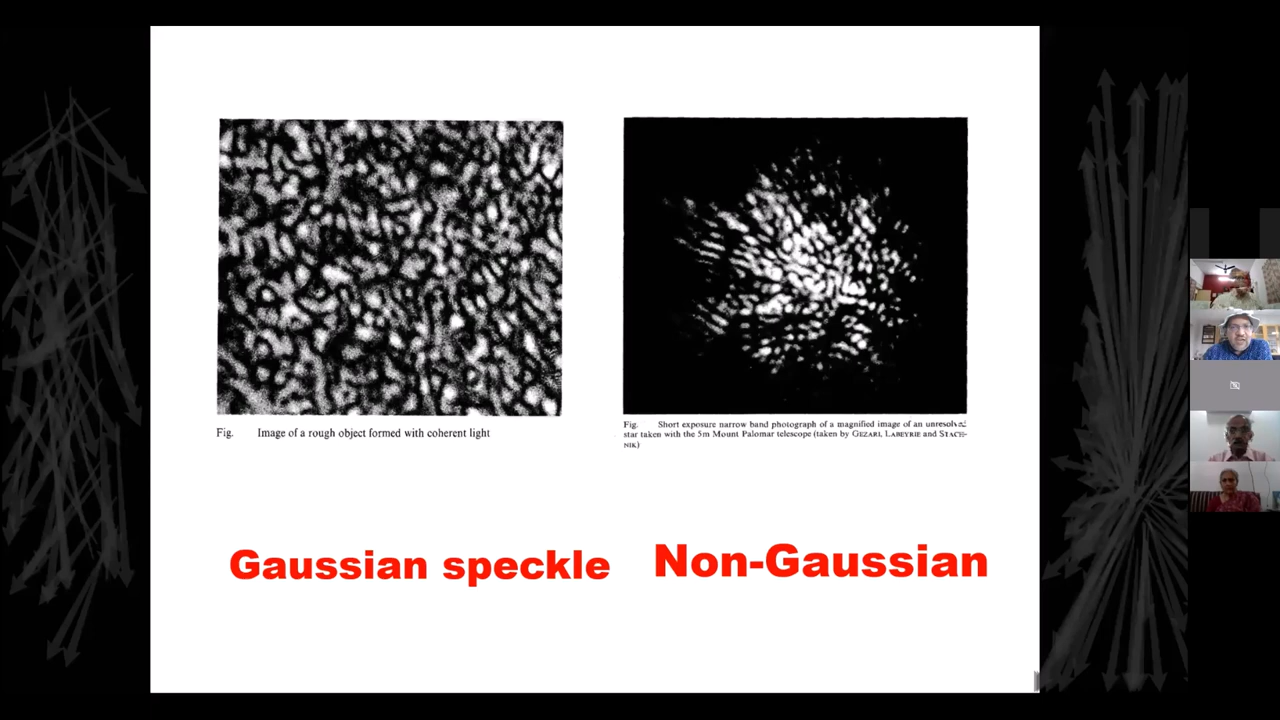 Fig. Image of a rough object formed with coherent light
Fig. Short exposure narrow band photograph of a magnified image of an unresolved
star taken with the 5m Mount Palomar telescope (taken by GEZARI, LABEYRIE and STACH-
NIK)
Gaussian speckle
Non-Gaussian